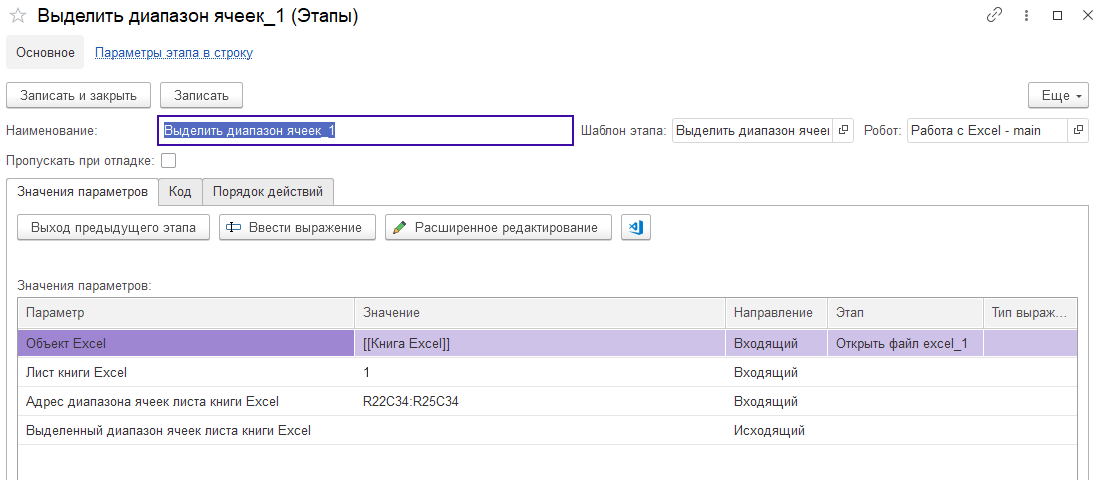 Выделить диапазон ячеек_1 (Этапы)
Основное Параметры этапа в строку
Записать и закрыть Записать Еще
Наименование: Выделить диапазон ячеек_1 Шаблон этапа: Выделить диапазон ячеек Робот: Работа с Excel - main
Пропускать при отладке:
Значения параметров Код Порядок действий
Выход предыдущего этапа Ввести выражение Расширенное редактирование
Значения параметров:
Параметр Значение Направление Этап Тип выраж...
Объект Excel [[Книга Excel]] Входящий Открыть файл excel_1
Лист книги Excel 1 Входящий
Адрес диапазона ячеек листа книги Excel R22C34:R25C34 Входящий
Выделенный диапазон ячеек листа книги Excel Исходящий